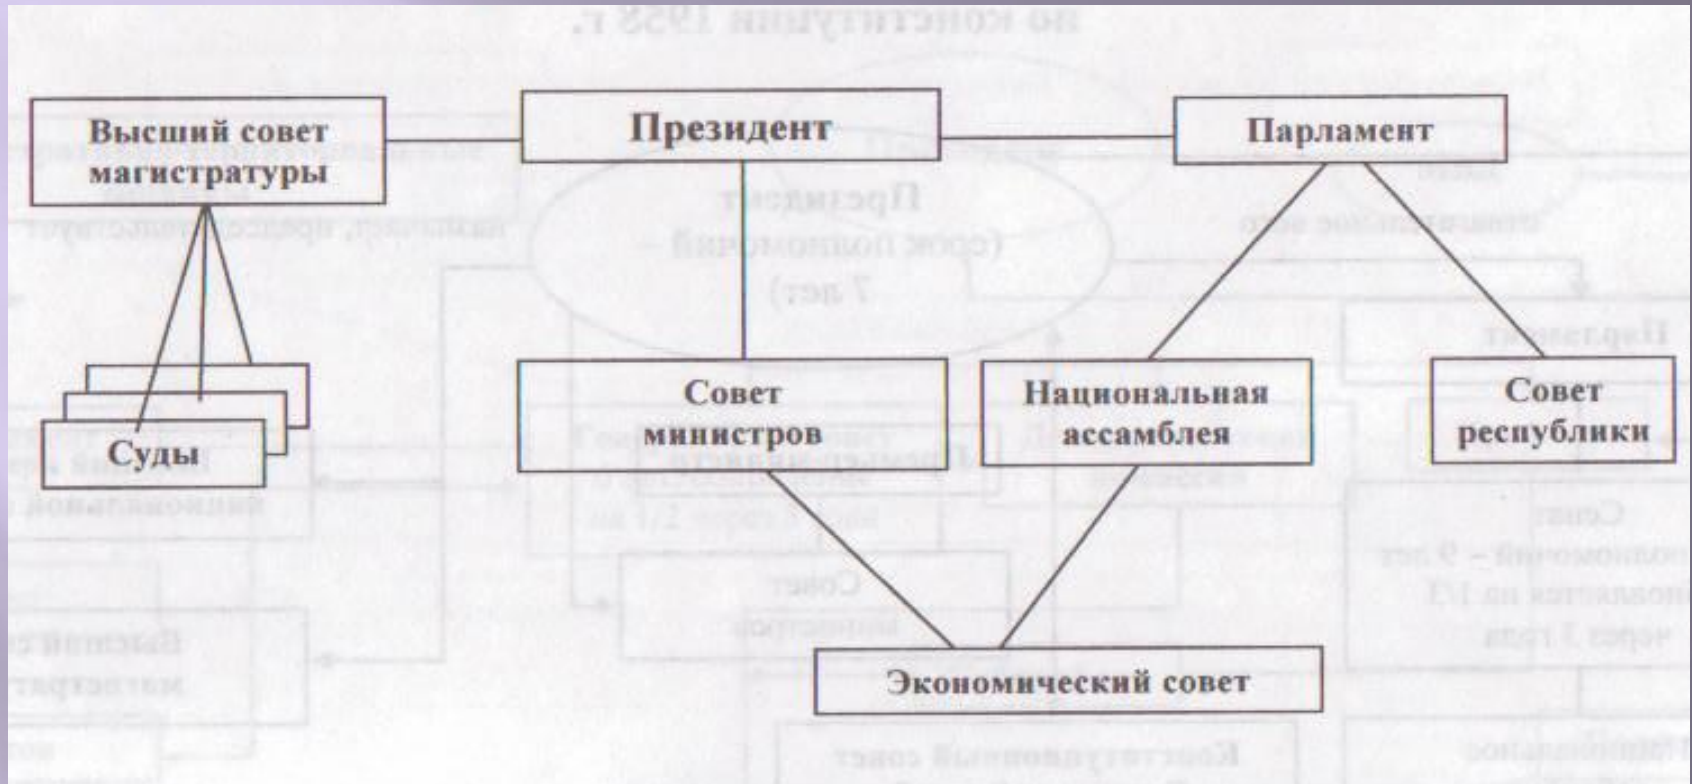 Высший совет
магистратуры
Президент
Парламент
Суды
Совет
министров
Национальная
ассамблея
Совет
республики
Экономический совет